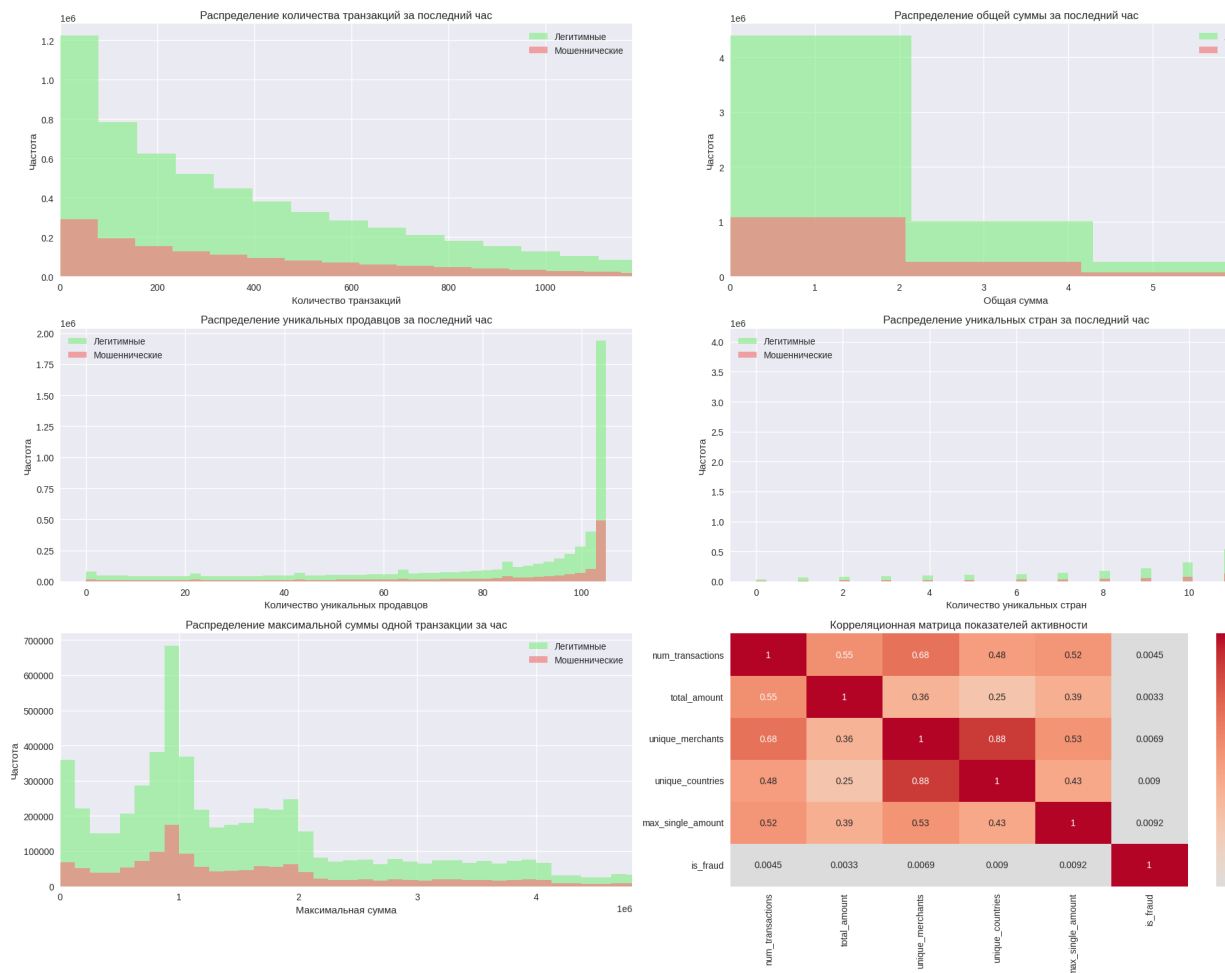 Распределение количества транзакций за последний час
1e6
Легитимные
Мошеннические
1.2
1.0
0.8
0.6
0.4
0.2
0.0
Частота
0 200 400 600 800 1000
Количество транзакций
Распределение общей суммы за последний час
1e6
4
3
2
1
0
Частота
0 1 2 3 4 5
Общая сумма
Распределение уникальных продавцов за последний час
1e6
Легитимные
Мошеннические
2.00
1.75
1.50
1.25
1.00
0.75
0.50
0.25
0.00
Частота
0 20 40 60 80 100
Количество уникальных продавцов
Распределение уникальных стран за последний час
1e6
Легитимные
Мошеннические
4.0
3.5
3.0
2.5
2.0
1.5
1.0
0.5
0.0
Частота
0 2 4 6 8 10
Количество уникальных стран
Распределение максимальной суммы одной транзакции за час
Легитимные
Мошеннические
700000
600000
500000
400000
300000
200000
100000
0
Частота
0 1 2 3 4
1e6
Максимальная сумма
Корреляционная матрица показателей активности
num_transactions 1 0.55 0.68 0.48 0.52 0.0045
total_amount 0.55 1 0.36 0.25 0.39 0.0033
unique_merchants 0.68 0.36 1 0.88 0.53 0.0069
unique_countries 0.48 0.25 0.88 1 0.43 0.009
max_single_amount 0.52 0.39 0.53 0.43 1 0.0092
is_fraud 0.0045 0.0033 0.0069 0.009 0.0092 1
num_transactions
total_amount
unique_merchants
unique_countries
max_single_amount
is_fraud